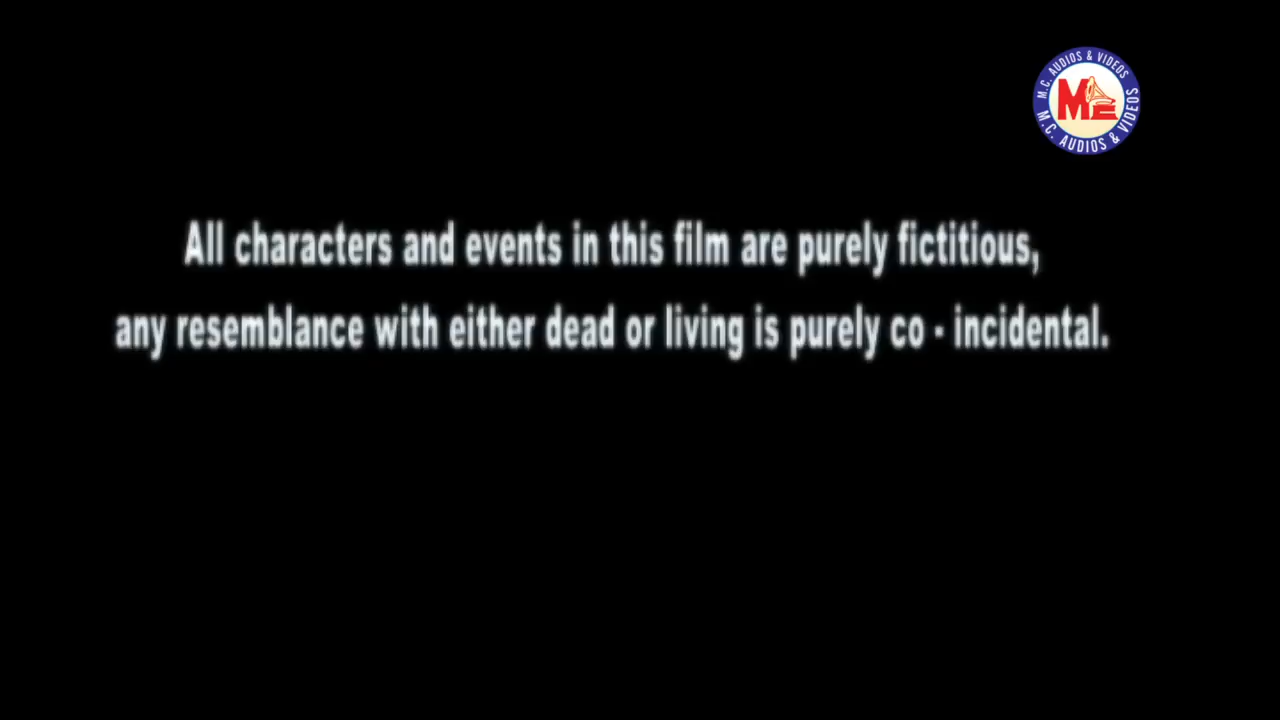 M.C. AUDIOS & VIDEOS
MC
M.C. AUDIOS & VIDEOS
All characters and events in this film are purely fictitious,
any resemblance with either dead or living is purely co - incidental.